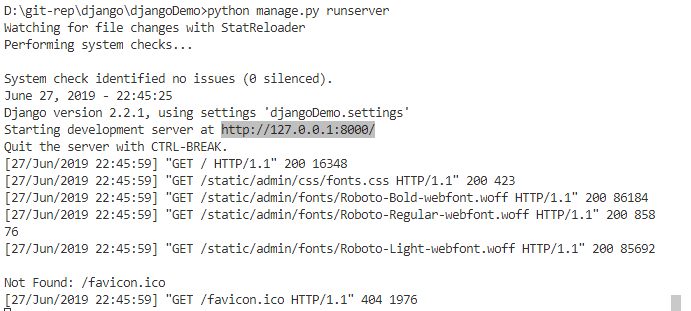 D:\git-rep\django\djangoDemo>python manage.py runserver
Watching for file changes with StatReloader
Performing system checks...
System check identified no issues (0 silenced).
June 27, 2019 - 22:45:25
Django version 2.2.1, using settings 'djangoDemo.settings'
Starting development server at http://127.0.0.1:8000/
Quit the server with CTRL-BREAK.
[27/Jun/2019 22:45:59] "GET / HTTP/1.1" 200 16348
[27/Jun/2019 22:45:59] "GET /static/admin/css/fonts.css HTTP/1.1" 200 423
[27/Jun/2019 22:45:59] "GET /static/admin/fonts/Roboto-Bold-webfont.woff HTTP/1.1" 200 86184
[27/Jun/2019 22:45:59] "GET /static/admin/fonts/Roboto-Regular-webfont.woff HTTP/1.1" 200 858
76
[27/Jun/2019 22:45:59] "GET /static/admin/fonts/Roboto-Light-webfont.woff HTTP/1.1" 200 85692
Not Found: /favicon.ico
[27/Jun/2019 22:45:59] "GET /favicon.ico HTTP/1.1" 404 1976